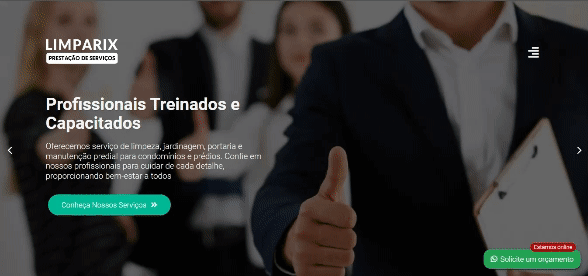 LIMPARIX
PRESTAÇÃO DE SERVIÇOS
Profissionais Treinados e
Capacitados
Oferecemos serviço de limpeza, jardinagem, portaria e
manutenção predial para condomínios e prédios. Confie em
nossos profissionais para cuidar de cada detalhe,
proporcionando bem-estar a todos
Conheça Nossos Serviços
Estamos online
Solicite um orçamento